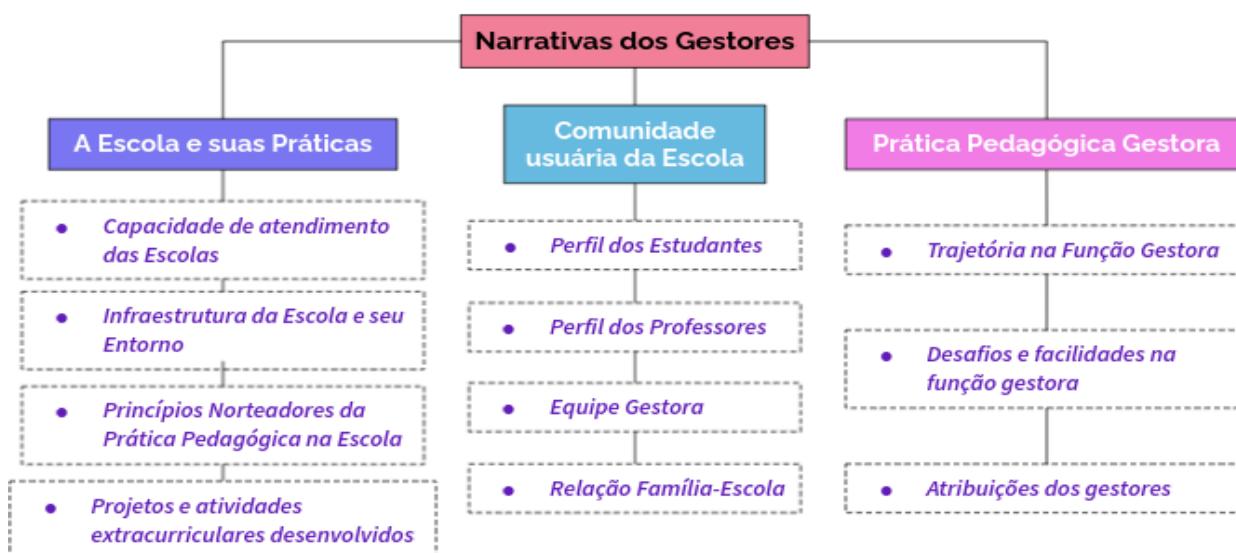 Narrativas dos Gestores
A Escola e suas Práticas
• Capacidade de atendimento
das Escolas
• Infraestrutura da Escola e seu
Entorno
• Princípios Norteadores da
Prática Pedagógica na Escola
• Projetos e atividades
extracurriculares desenvolvidos
Comunidade
usuária da Escola
• Perfil dos Estudantes
• Perfil dos Professores
• Equipe Gestora
• Relação Família-Escola
Prática Pedagógica Gestora
• Trajetória na Função Gestora
• Desafios e facilidades na
função gestora
• Atribuições dos gestores